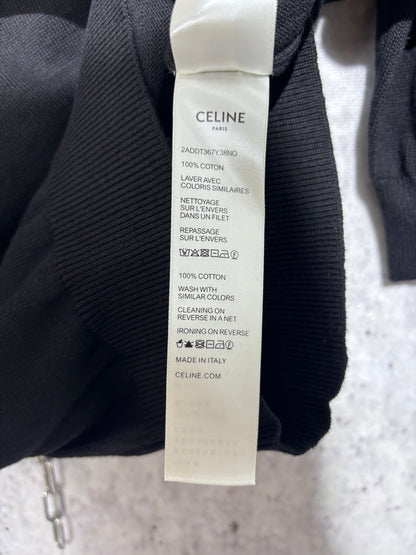 CELINE
PARIS
2ADDT367Y.38NO
100% COTON
LAVER AVEC
COLORIS SIMILAIRES
NETTOYAGE
SUR L'ENVERS
DANS UN FILET
REPASSAGE
SUR L'ENVERS
100% COTTON
WASH WITH
SIMILAR COLORS
CLEANING ON
REVERSE IN A NET
IRONING ON REVERSE
MADE IN ITALY
CELINE.COM